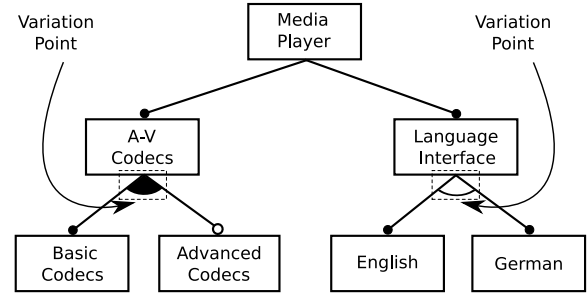 Variation
Point
Media
Player
Variation
Point
A-V
Codecs
Language
Interface
Basic
Codecs
Advanced
Codecs
English
German